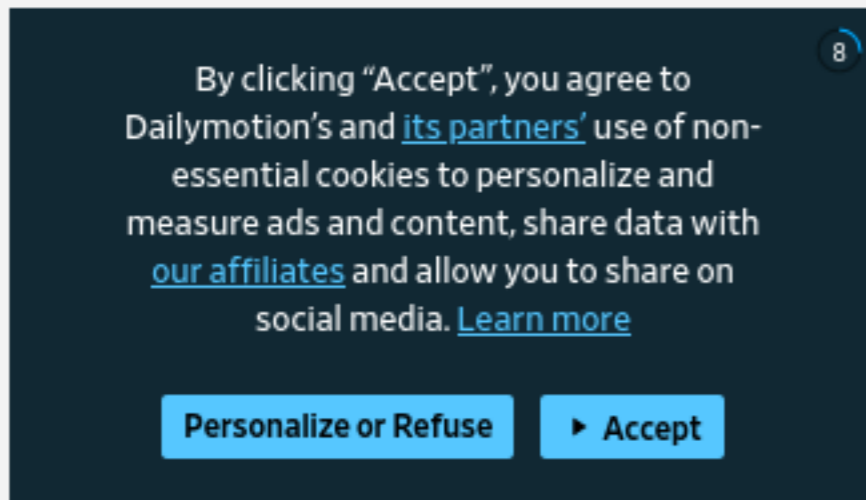 8
By clicking “Accept”, you agree to
Dailymotion’s and its partners’ use of non-
essential cookies to personalize and
measure ads and content, share data with
our affiliates and allow you to share on
social media. Learn more
Personalize or Refuse
Accept